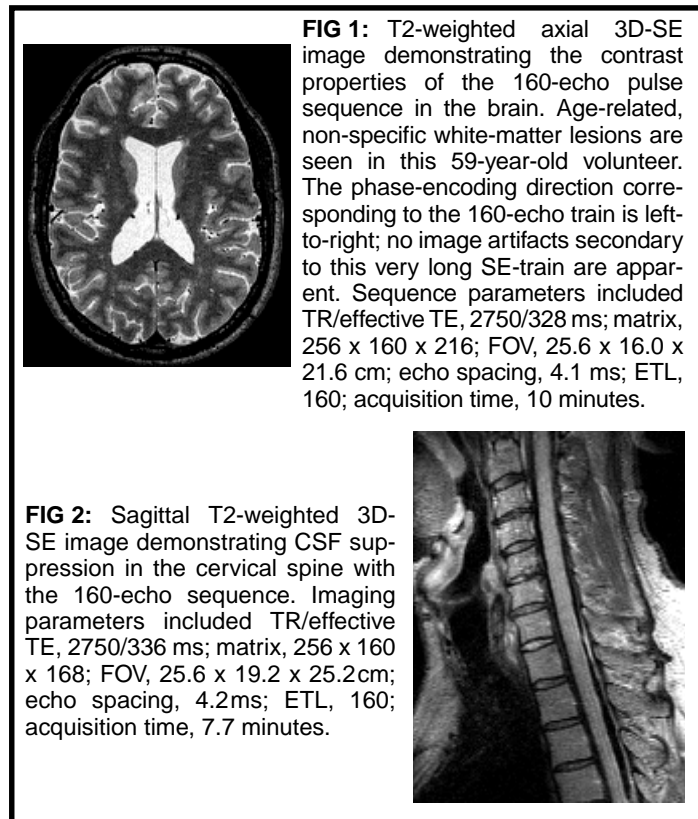 FIG 1: T2-weighted axial 3D-SE
image demonstrating the contrast
properties of the 160-echo pulse
sequence in the brain. Age-related,
non-specific white-matter lesions are
seen in this 59-year-old volunteer.
The phase-encoding direction corre-
sponding to the 160-echo train is left-
to-right; no image artifacts secondary
to this very long SE-train are appar-
ent. Sequence parameters included
TR/effective TE, 2750/328 ms; matrix,
256 x 160 x 216; FOV, 25.6 x 16.0 x
21.6 cm; echo spacing, 4.1 ms; ETL,
160; acquisition time, 10 minutes.
FIG 2: Sagittal T2-weighted 3D-
SE image demonstrating CSF sup-
pression in the cervical spine with
the 160-echo sequence. Imaging
parameters included TR/effective
TE, 2750/336 ms; matrix, 256 x 160
x 168; FOV, 25.6 x 19.2 x 25.2cm;
echo spacing, 4.2ms; ETL, 160;
acquisition time, 7.7 minutes.